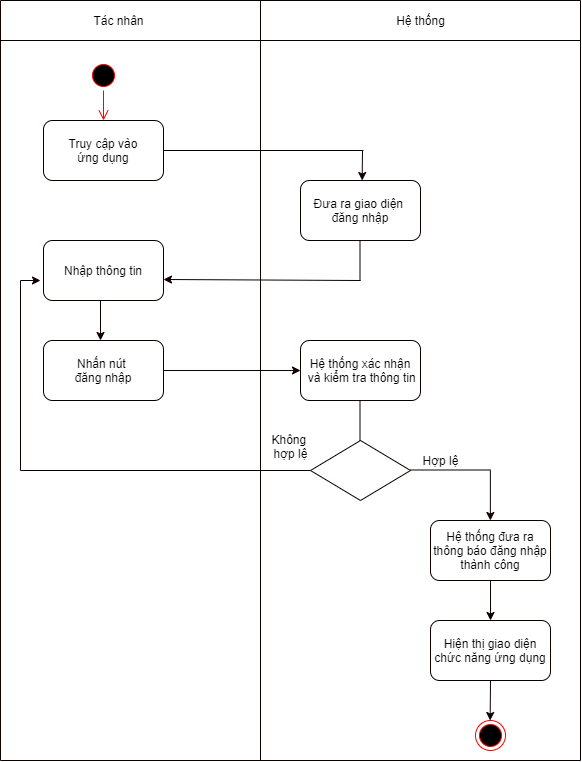 Tác nhân
Hệ thống
Truy cập vào
ứng dụng
Đưa ra giao diện
đăng nhập
Nhập thông tin
Nhấn nút
đăng nhập
Hệ thống xác nhận
và kiểm tra thông tin
Không
hợp lệ
Hợp lệ
Hệ thống đưa ra
thông báo đăng nhập
thành công
Hiện thị giao diện
chức năng ứng dụng